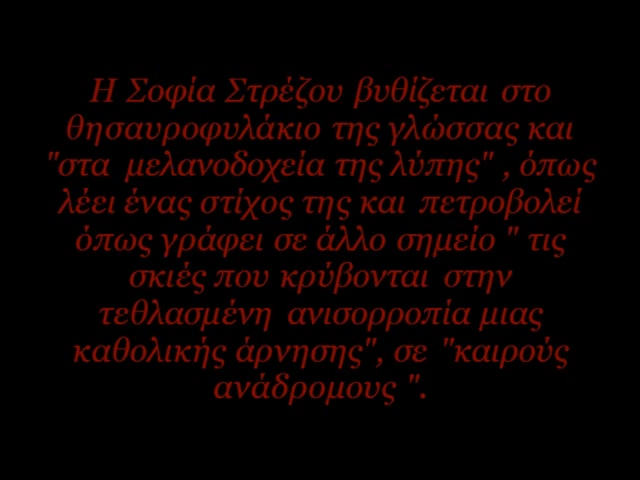 Η Σοφία Στρέζου βυθίζεται στο
θησαυροφυλάκιο της γλώσσας και
"στα μελανοδοχεία της λύπης" , όπως
λέει ένας στίχος της και πετροβολεί
όπως γράφει σε άλλο σημείο " τις
σκιές που κρύβονται στην
τεθλασμένη ανισορροπία μιας
καθολικής άρνησης", σε "καιρούς
ανάδρομους ".